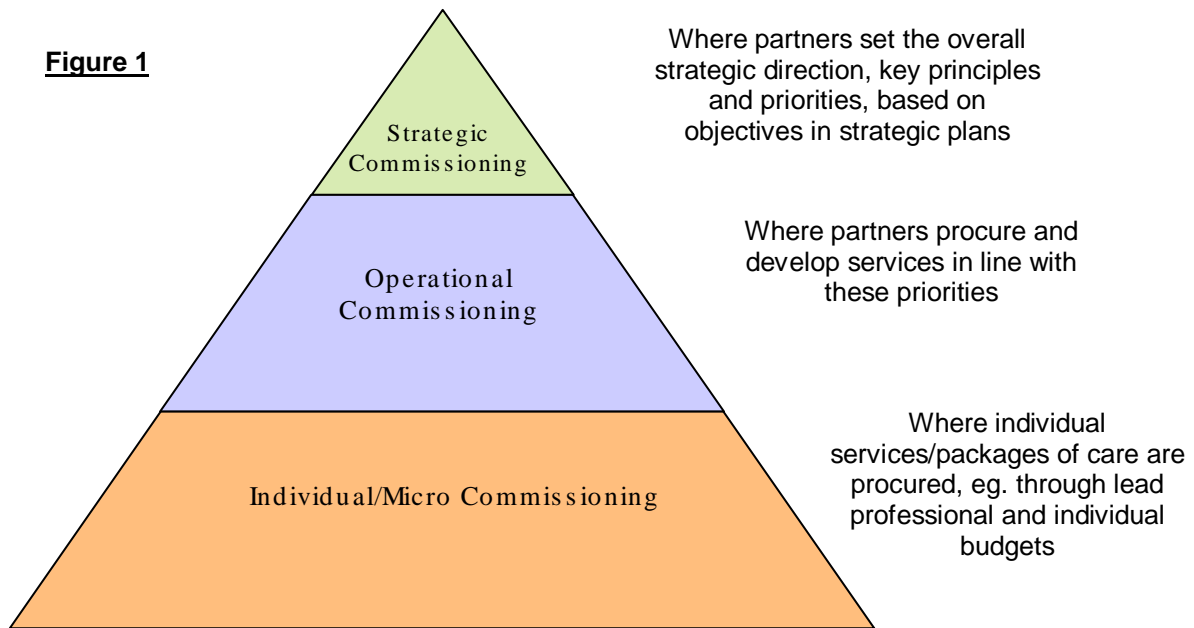 Figure 1
Where partners set the overall
strategic direction, key principles
and priorities, based on
objectives in strategic plans
Strategic
Commissioning
Where partners procure and
develop services in line with
these priorities
Operational
Commissioning
Where individual
services/packages of care are
procured, eg. through lead
professional and individual
budgets
Individual/Micro Commissioning